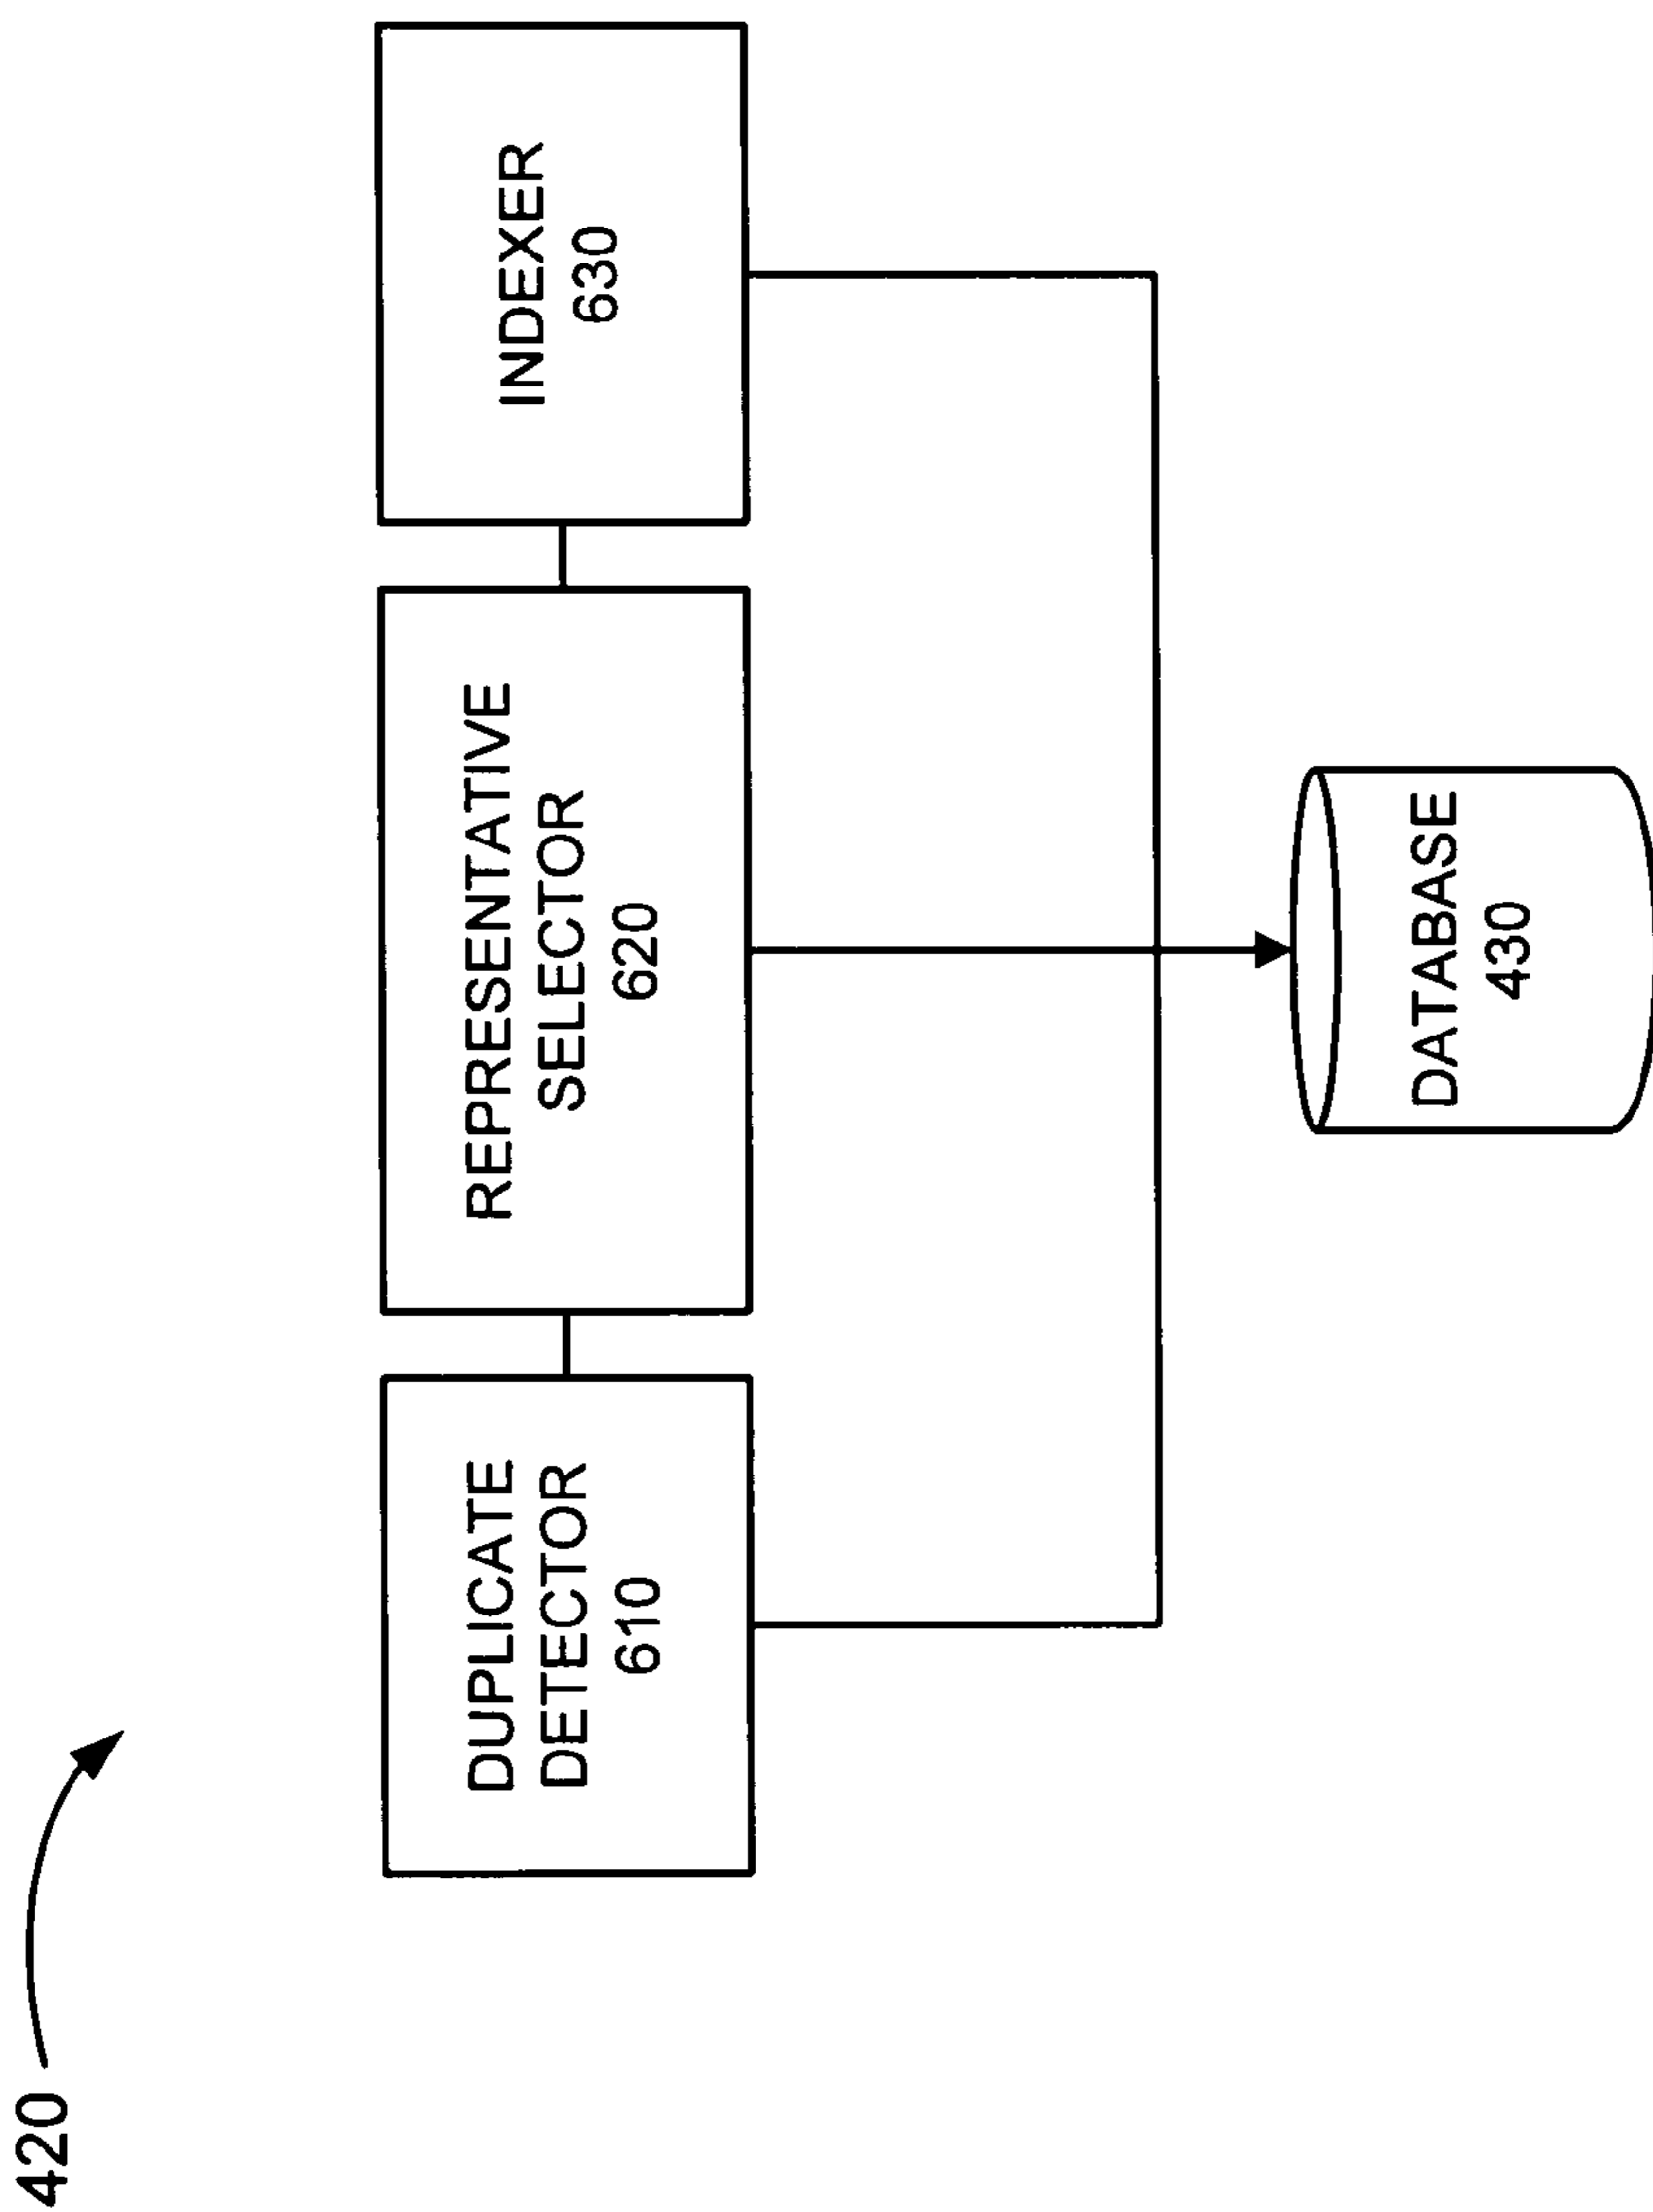 420
DUPLICATE
DETECTOR
610
REPRESENTATIVE
SELECTOR
620
INDEXER
630
DATABASE
430